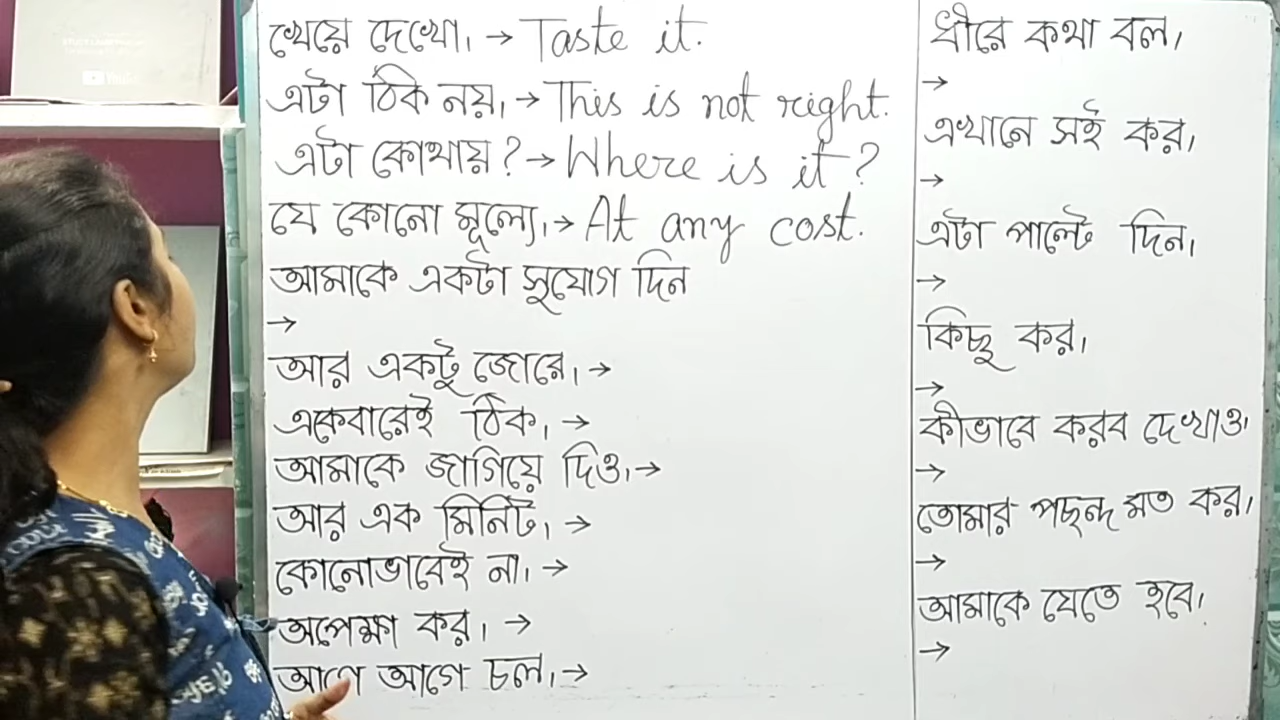 খেয়ে দেখো। → Taste it.
এটা ঠিক নয়। → This is not right.
এটা কোথায়? → Where is it?
যে কোনো মূল্যে। → At any cost.
আমাকে একটা সুযোগ দিন
→
আর একটু জোরে। →
একেবারেই ঠিক। →
আমাকে জাগিয়ে দিও। →
আর এক মিনিট। →
কোনোভাবেই না। →
অপেক্ষা কর। →
আগে আগে চল। →
ধীরে কথা বল।
→
এখানে সই কর।
→
এটা পাল্টে দিন।
→
কিছু কর।
→
কীভাবে করব দেখাও।
→
তোমার পছন্দ মত কর।
→
আমাকে যেতে হবে।
→